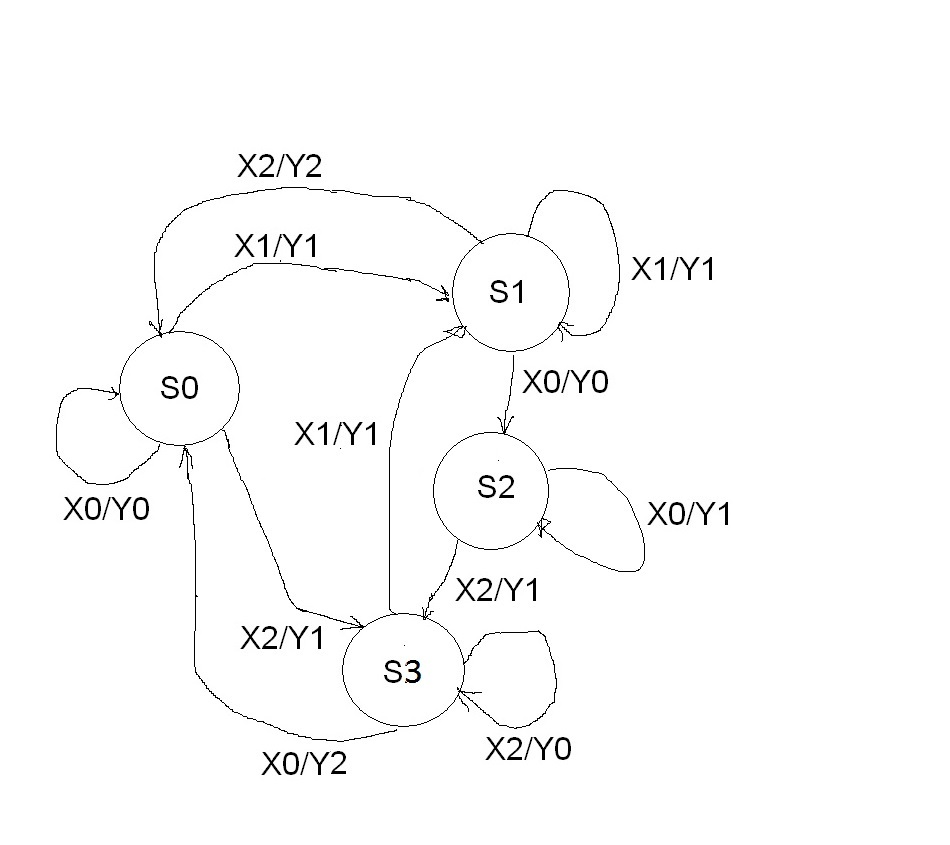 X2/Y2
X1/Y1
S1
X1/Y1
S0
X0/Y0
X1/Y1
S2
X0/Y0
X0/Y1
X2/Y1
X2/Y1
S3
X2/Y0
X0/Y2